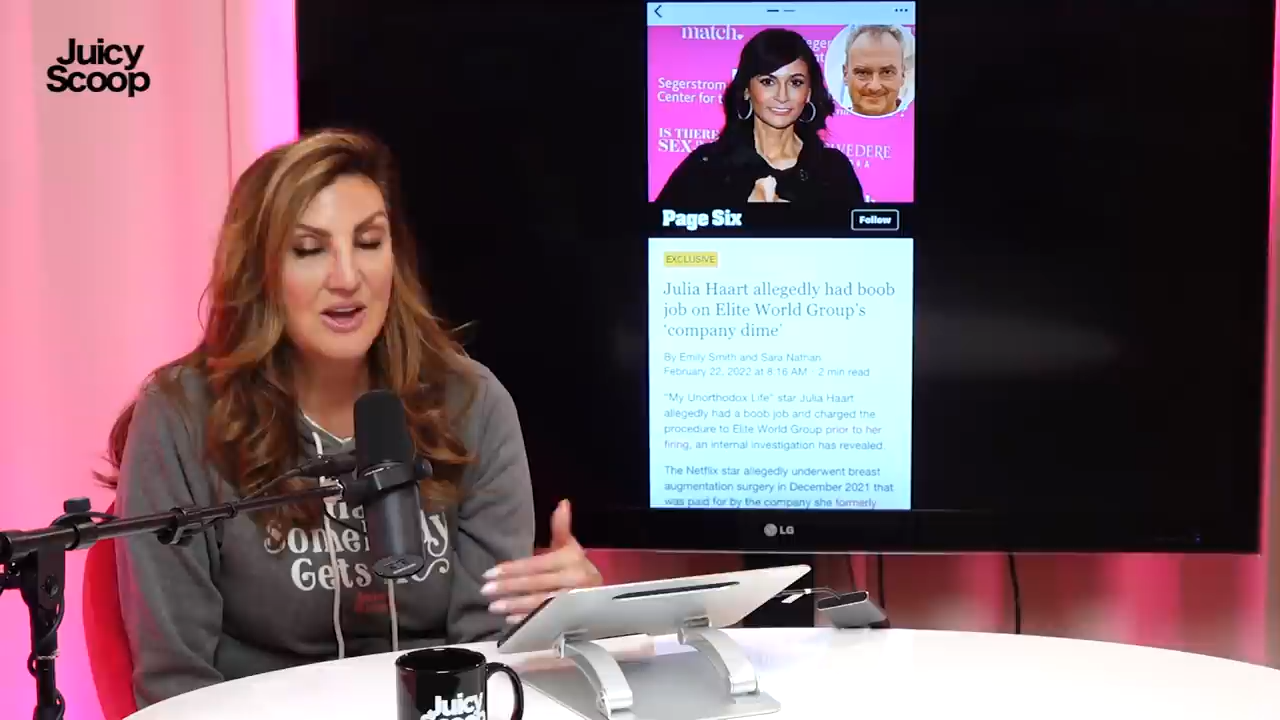 Juicy
Scoop
match.
Segerstrom
Center for t
IS THERE
SEX
Page Six
Follow
EXCLUSIVE
Julia Haart allegedly had boob
job on Elite World Group's
'company dime'
By Emily Smith and Sara Nathan
February 22, 2022 at 8:16 AM · 2 min read
"My Unorthodox Life" star Julia Haart
allegedly had a boob job and charged the
procedure to Elite World Group prior to her
firing, an internal investigation has revealed.
The Netflix star allegedly underwent breast
augmentation surgery in December 2021 that
was paid for by the company she formerly
LG
Gets
Juicy
Scoop